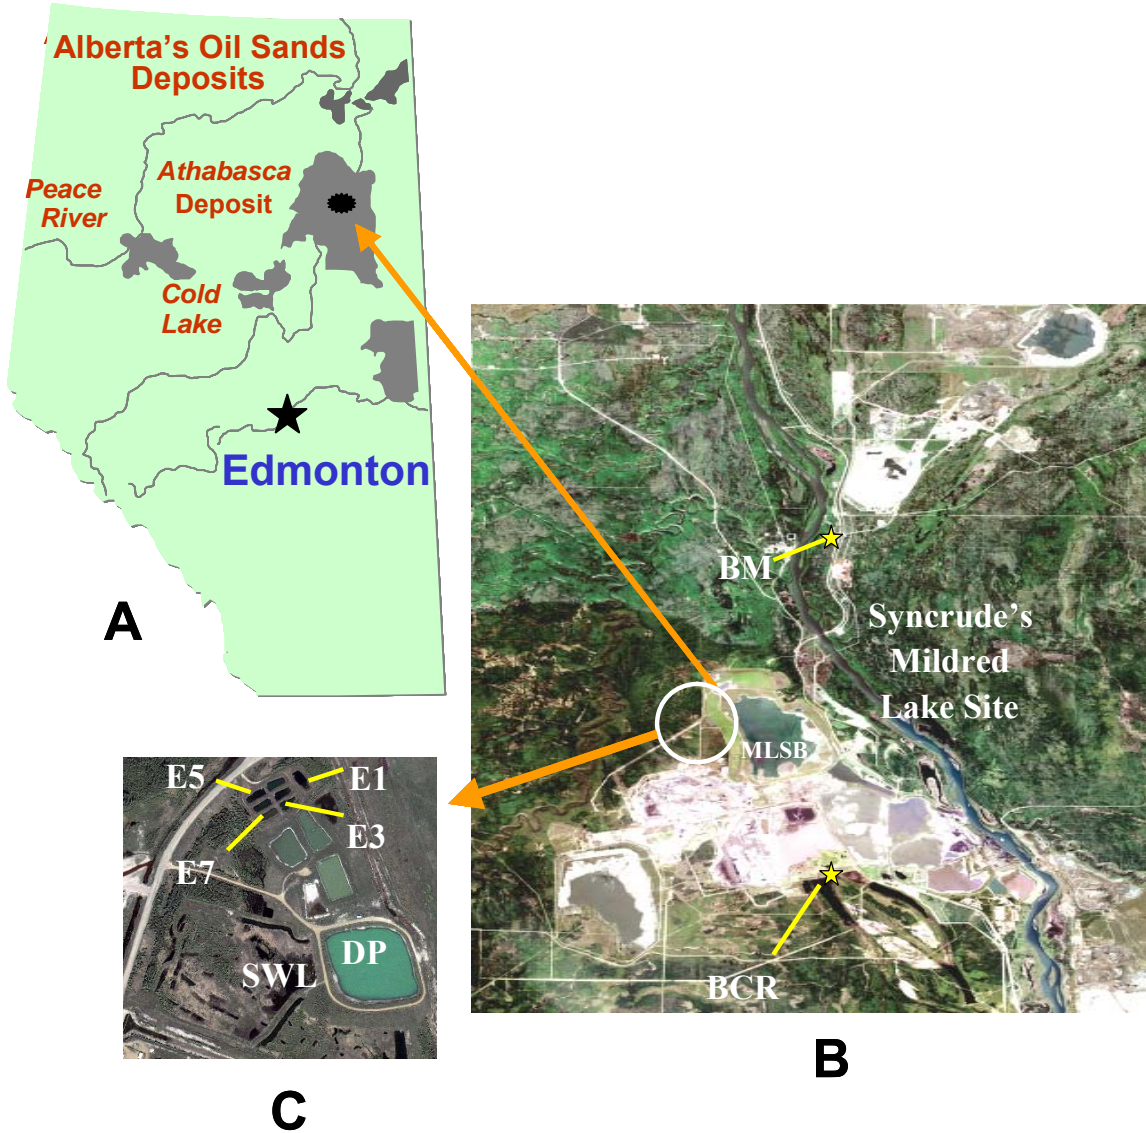 Alberta’s Oil Sands
Deposits
Athabasca
Deposit
Peace
River
Cold
Lake
Edmonton
A
BM
Syncrude’s
Mildred
Lake Site
MLSB
BCR
B
E5
E1
E3
E7
DP
SWL
C